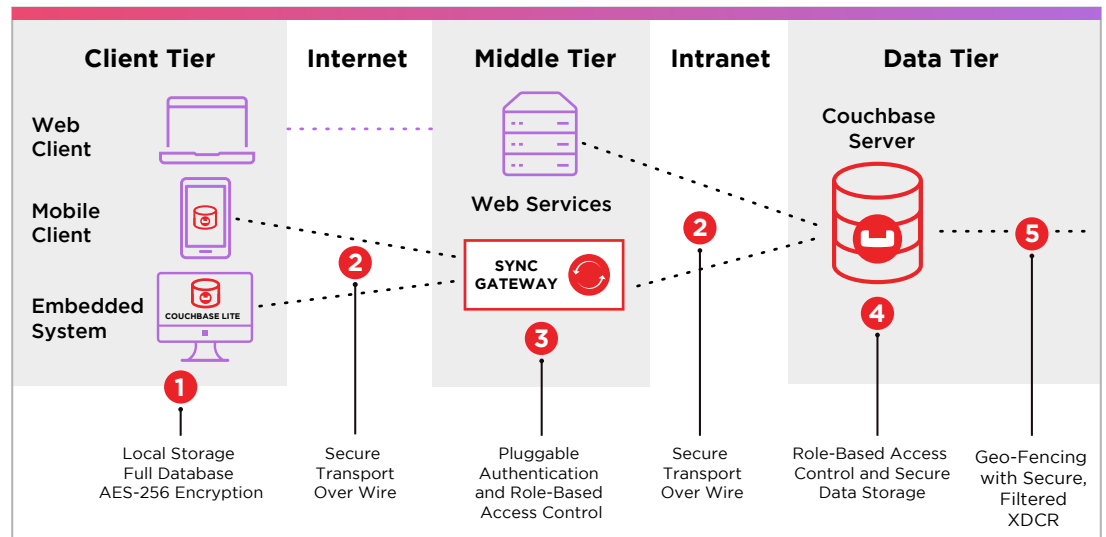 Client Tier
Internet
Middle Tier
Intranet
Data Tier
Web
Client
Mobile
Client
Embedded
System
COUCHBASE LITE
Web Services
SYNC
GATEWAY
Couchbase
Server
1
2
3
2
4
5
Local Storage
Full Database
AES-256 Encryption
Secure
Transport
Over Wire
Pluggable
Authentication
and Role-Based
Access Control
Secure
Transport
Over Wire
Role-Based Access
Control and Secure
Data Storage
Geo-Fencing
with Secure,
Filtered
XDCR